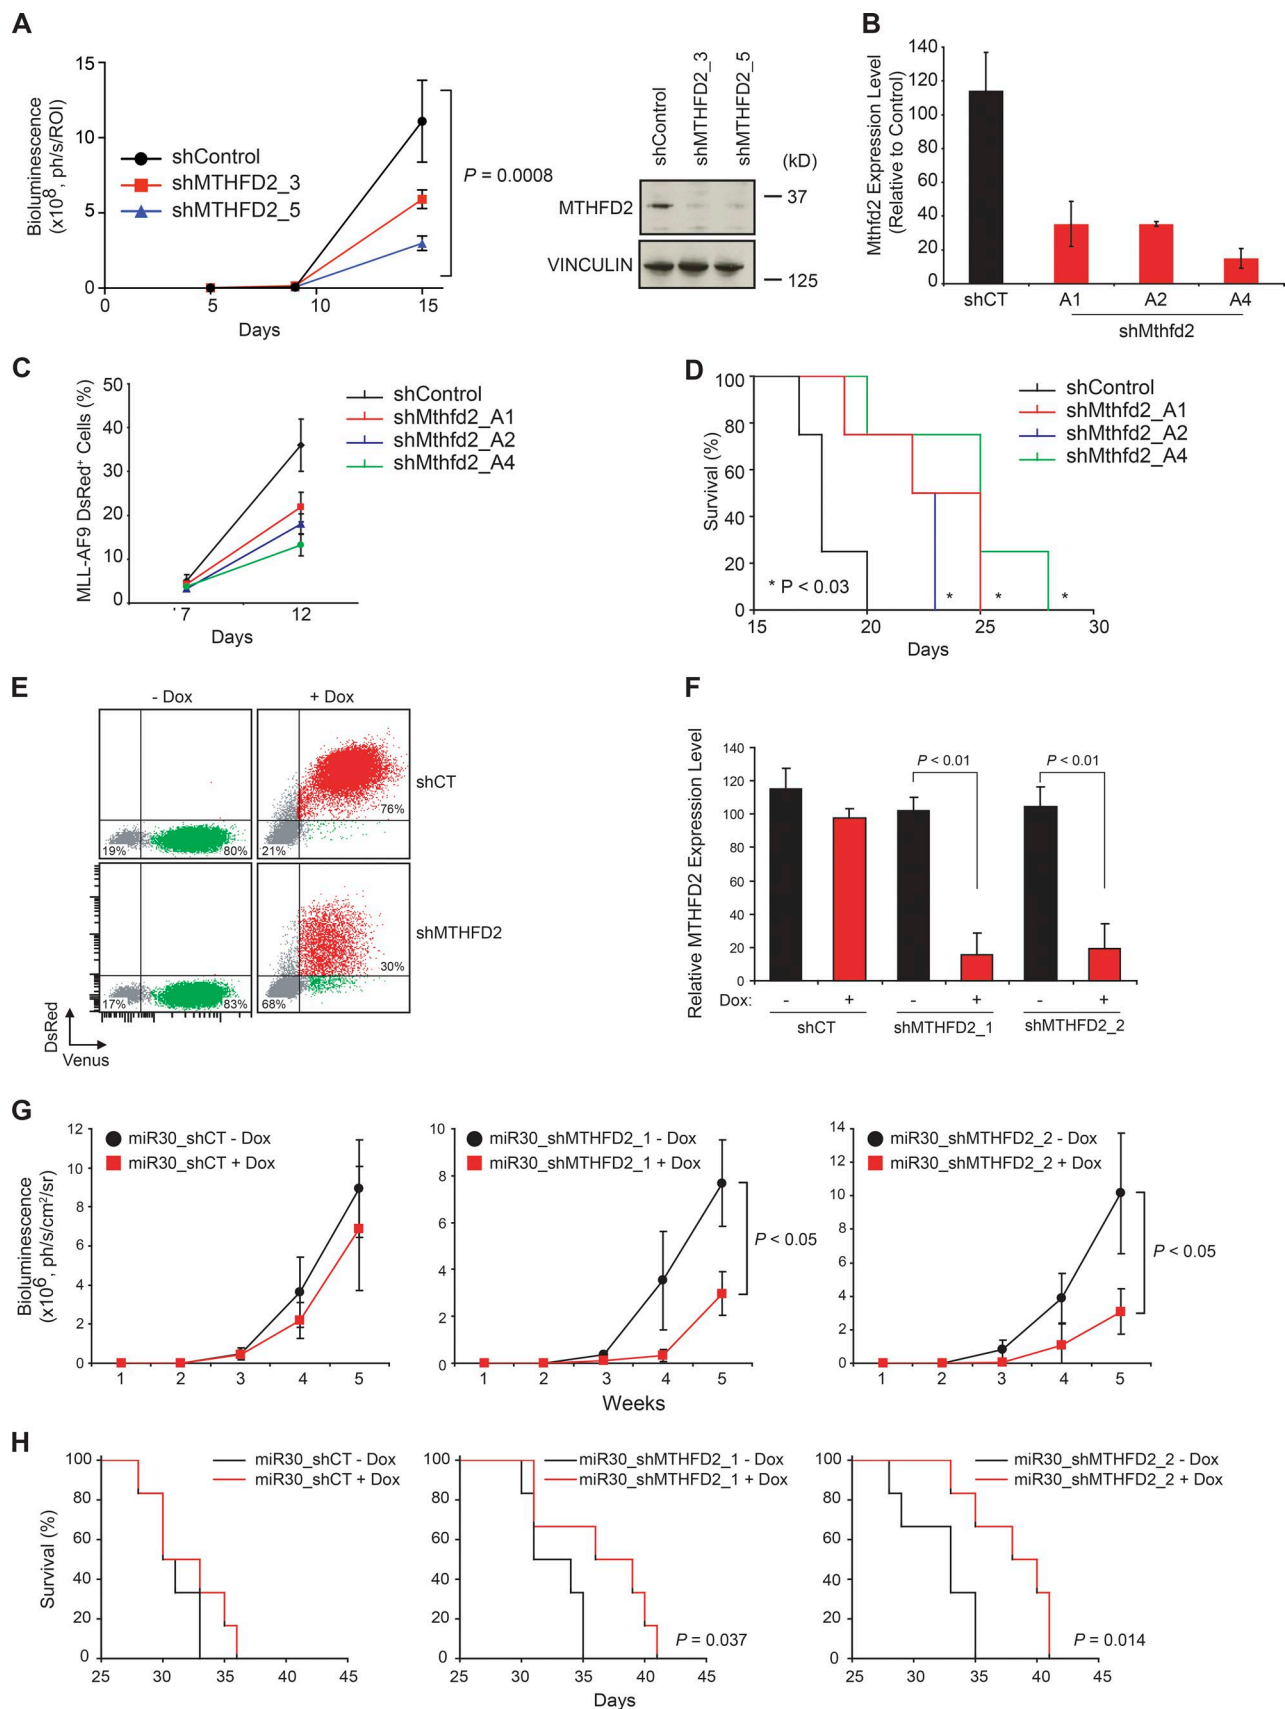 A
Bioluminescence
(x10⁸, ph/s/ROI)
15
10
5
0
0
5
10
15
Days
shControl
shMTHFD2_3
shMTHFD2_5
P = 0.0008
shControl
shMTHFD2_3
shMTHFD2_5
(kD)
MTHFD2
37
VINCULIN
125
B
Mthfd2 Expression Level
(Relative to Control)
140
120
100
80
60
40
20
0
shCT
A1
A2
A4
shMthfd2
C
MLL-AF9 DsRed⁺ Cells (%)
50
40
30
20
10
0
7
12
Days
shControl
shMthfd2_A1
shMthfd2_A2
shMthfd2_A4
D
Survival (%)
100
80
60
40
20
0
15
20
25
30
Days
* P < 0.03
*
*
*
shControl
shMthfd2_A1
shMthfd2_A2
shMthfd2_A4
E
- Dox
+ Dox
19%
80%
21%
76%
shCT
17%
83%
68%
30%
shMTHFD2
DsRed
Venus
F
Relative MTHFD2 Expression Level
140
120
100
80
60
40
20
0
P < 0.01
P < 0.01
Dox:
-
+
-
+
-
+
shCT
shMTHFD2_1
shMTHFD2_2
G
Bioluminescence
(x10⁶, ph/s/cm²/sr)
12
10
8
6
4
2
0
1
2
3
4
5
miR30_shCT - Dox
miR30_shCT + Dox
10
8
6
4
2
0
1
2
3
4
5
miR30_shMTHFD2_1 - Dox
miR30_shMTHFD2_1 + Dox
P < 0.05
14
12
10
8
6
4
2
0
1
2
3
4
5
miR30_shMTHFD2_2 - Dox
miR30_shMTHFD2_2 + Dox
P < 0.05
Weeks
H
Survival (%)
100
80
60
40
20
0
25
30
35
40
45
miR30_shCT - Dox
miR30_shCT + Dox
100
80
60
40
20
0
25
30
35
40
45
miR30_shMTHFD2_1 - Dox
miR30_shMTHFD2_1 + Dox
P = 0.037
100
80
60
40
20
0
25
30
35
40
45
miR30_shMTHFD2_2 - Dox
miR30_shMTHFD2_2 + Dox
P = 0.014
Days